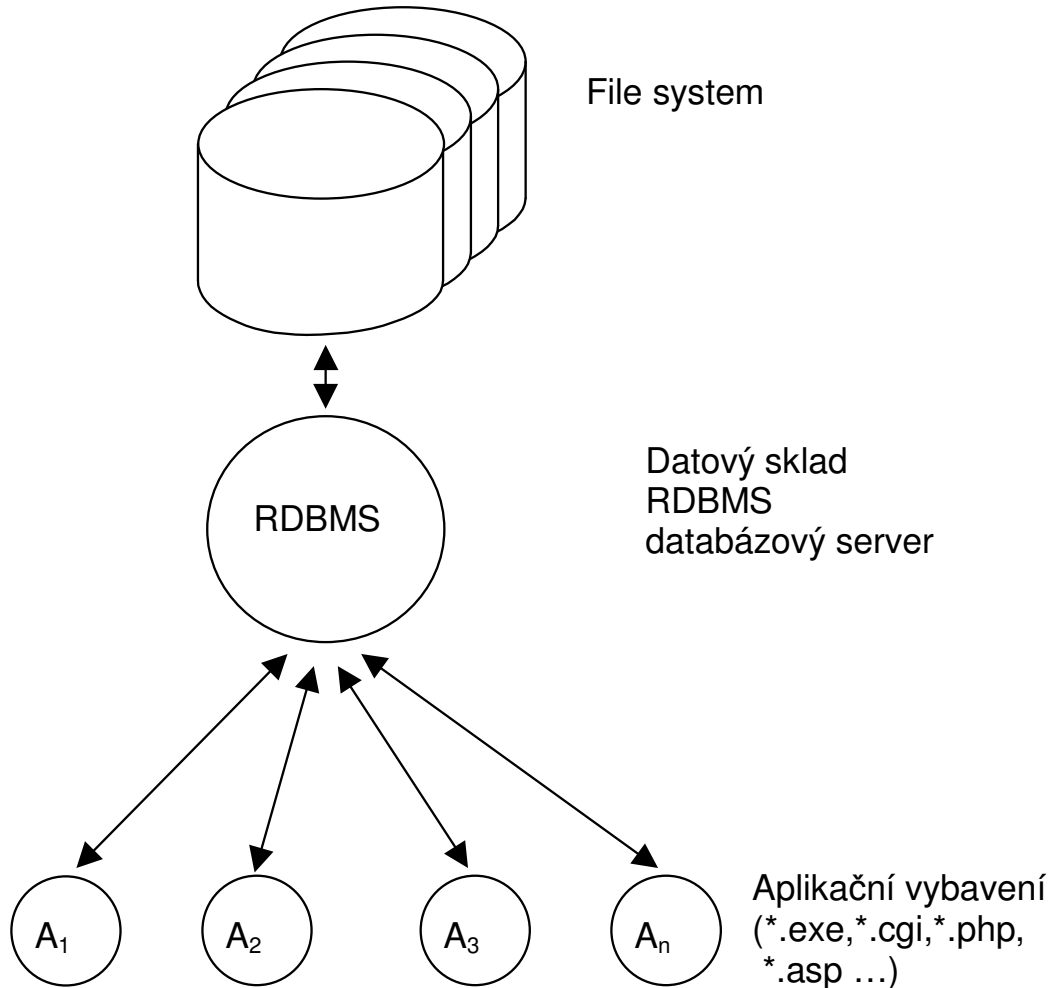 File system
RDBMS
Datový sklad
RDBMS
databázový server
A₁
A₂
A₃
Aₙ
Aplikační vybavení
(*.exe,*.cgi,*.php,
*.asp …)